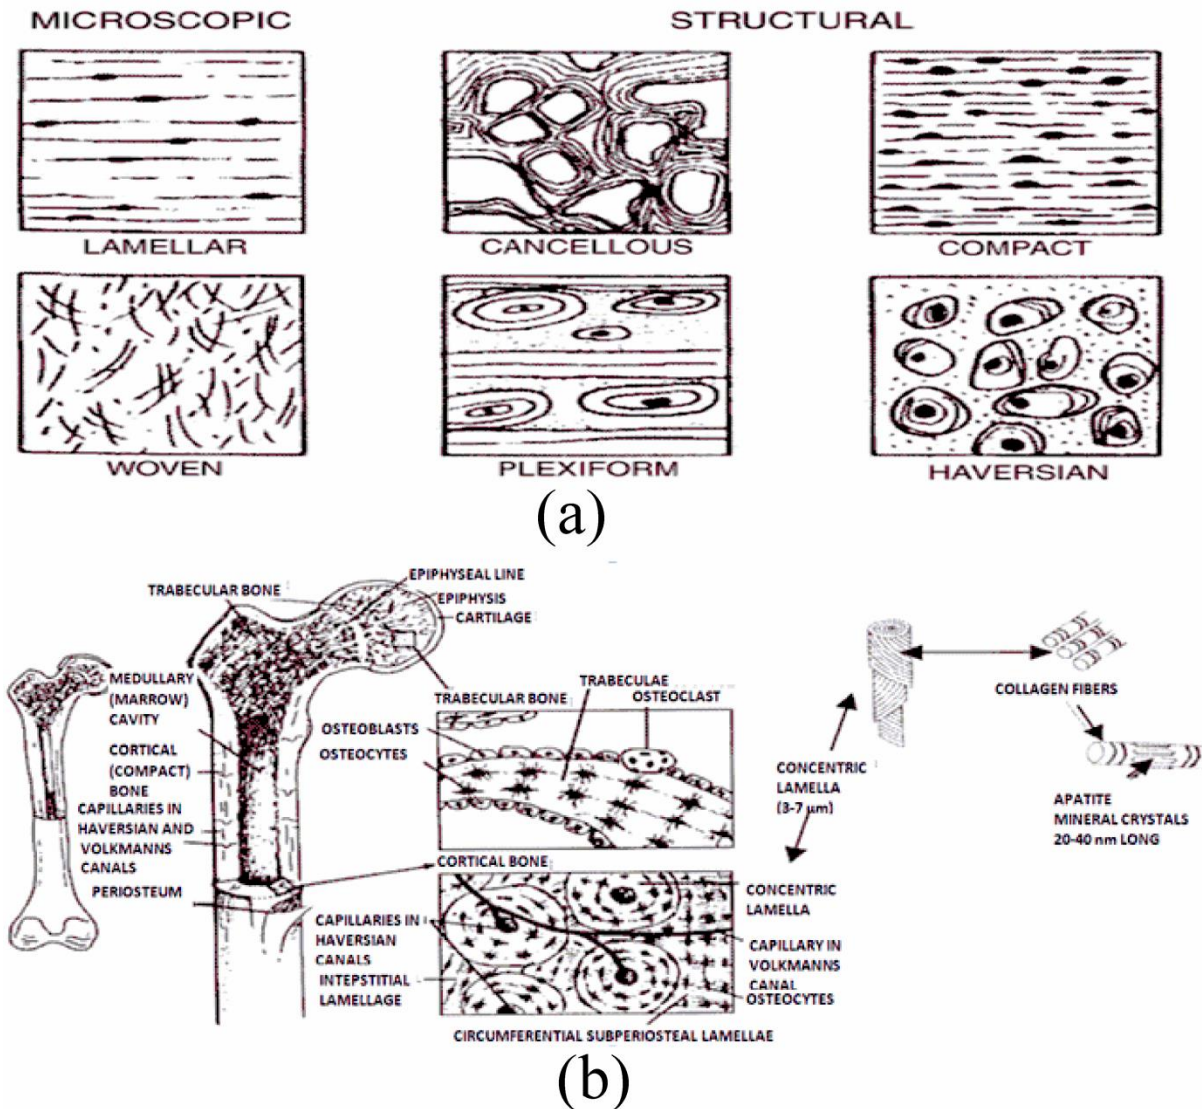 MICROSCOPIC
STRUCTURAL
LAMELLAR
CANCELLOUS
COMPACT
WOVEN
PLEXIFORM
HAVERSIAN
(a)
TRABECULAR BONE
EPIPHYSEAL LINE
EPIPHYSIS
CARTILAGE
MEDULLARY
(MARROW)
CAVITY
CORTICAL
(COMPACT)
BONE
CAPILLARIES IN
HAVERSIAN AND
VOLKMANNS
CANALS
PERIOSTEUM
TRABECULAR BONE
TRABECULAE
OSTEOCLAST
OSTEOBLASTS
OSTEOCYTES
CORTICAL BONE
CAPILLARIES IN
HAVERSIAN
CANALS
INTEPSTITIAL
LAMELLAGE
CONCENTRIC
LAMELLA
CAPILLARY IN
VOLKMANNS
CANAL
OSTEOCYTES
CIRCUMFERENTIAL SUBPERIOSTEAL LAMELLAE
CONCENTRIC
LAMELLA
(3-7 µm)
COLLAGEN FIBERS
APATITE
MINERAL CRYSTALS
20-40 nm LONG
(b)